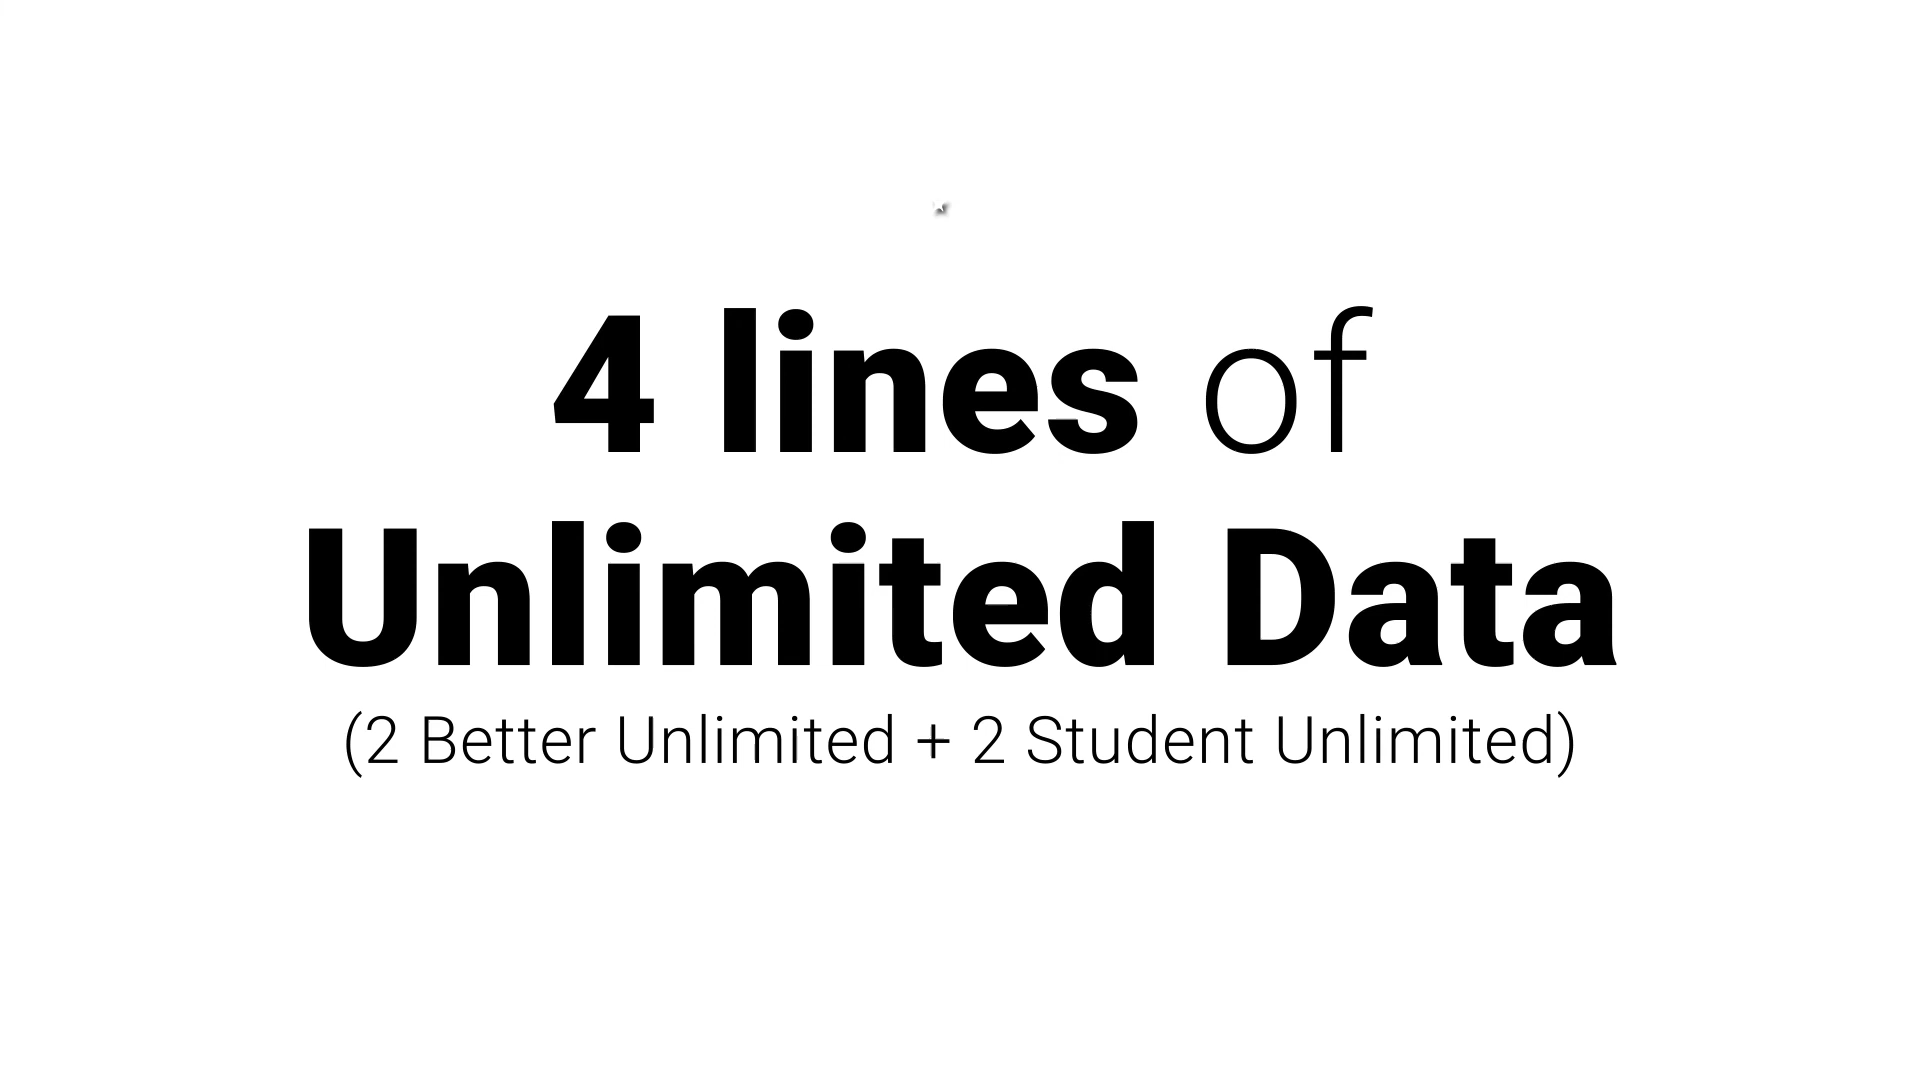 4 lines of
Unlimited Data
(2 Better Unlimited + 2 Student Unlimited)